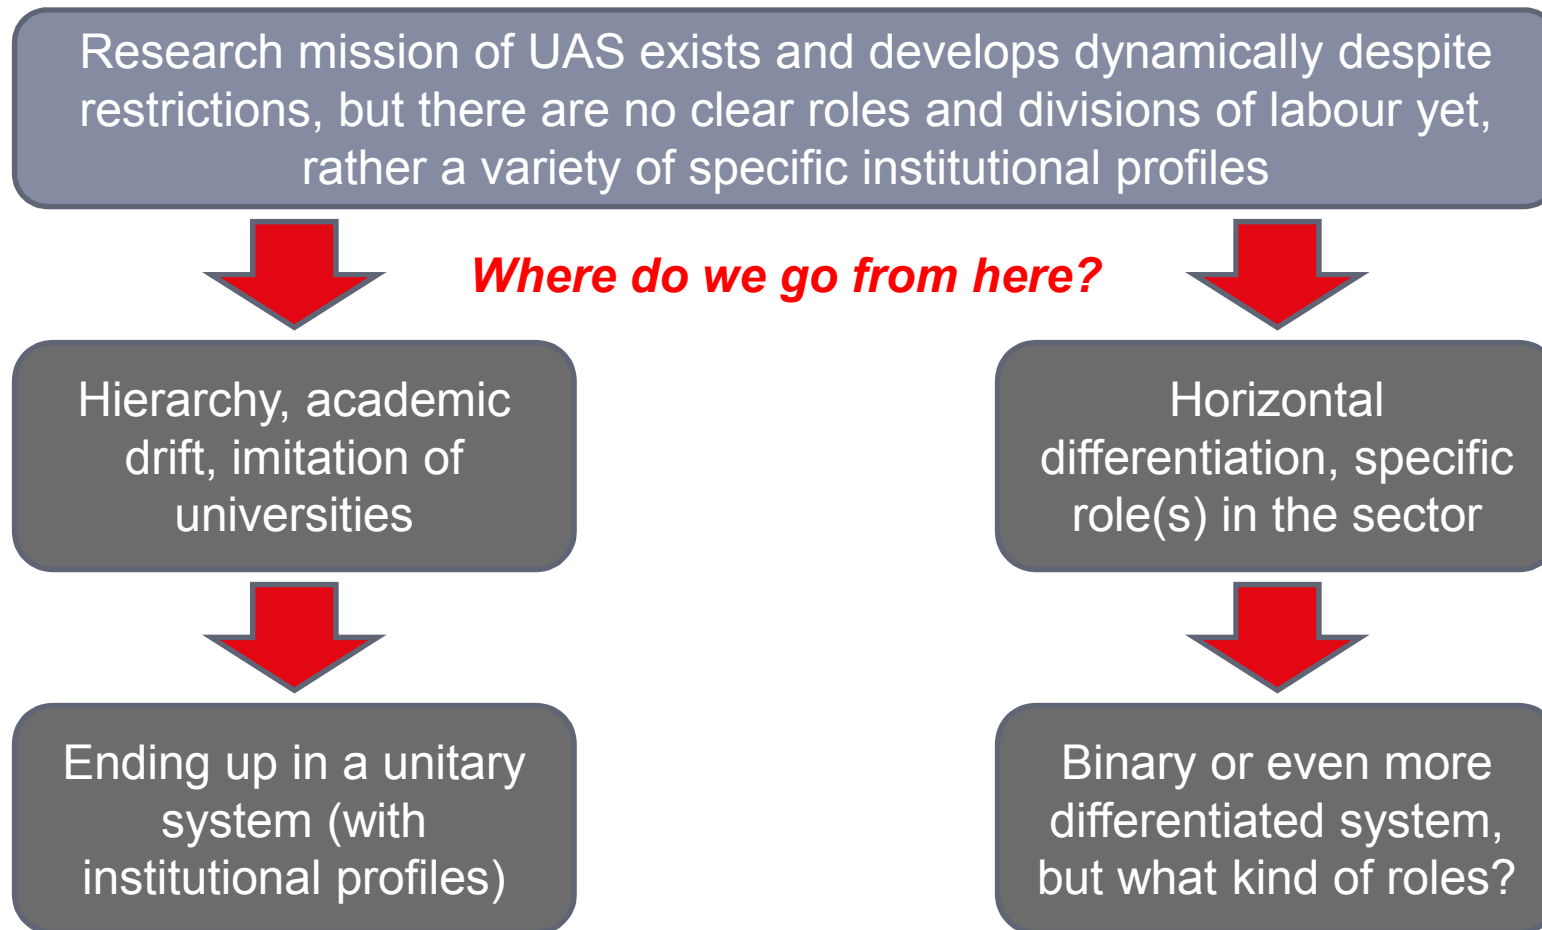 Research mission of UAS exists and develops dynamically despite
restrictions, but there are no clear roles and divisions of labour yet,
rather a variety of specific institutional profiles
Where do we go from here?
Hierarchy, academic
drift, imitation of
universities
Horizontal
differentiation, specific
role(s) in the sector
Ending up in a unitary
system (with
institutional profiles)
Binary or even more
differentiated system,
but what kind of roles?